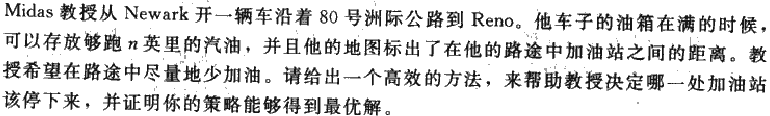 Midas 教授从 Newark 开一辆车沿着 80 号洲际公路到 Reno。他车子的油箱在满的时候，
可以存放够跑 n 英里的汽油，并且他的地图标出了在他的路途中加油站之间的距离。教
授希望在路途中尽量地少加油。请给出一个高效的方法，来帮助教授决定哪一处加油站
该停下来，并证明你的策略能够得到最优解。